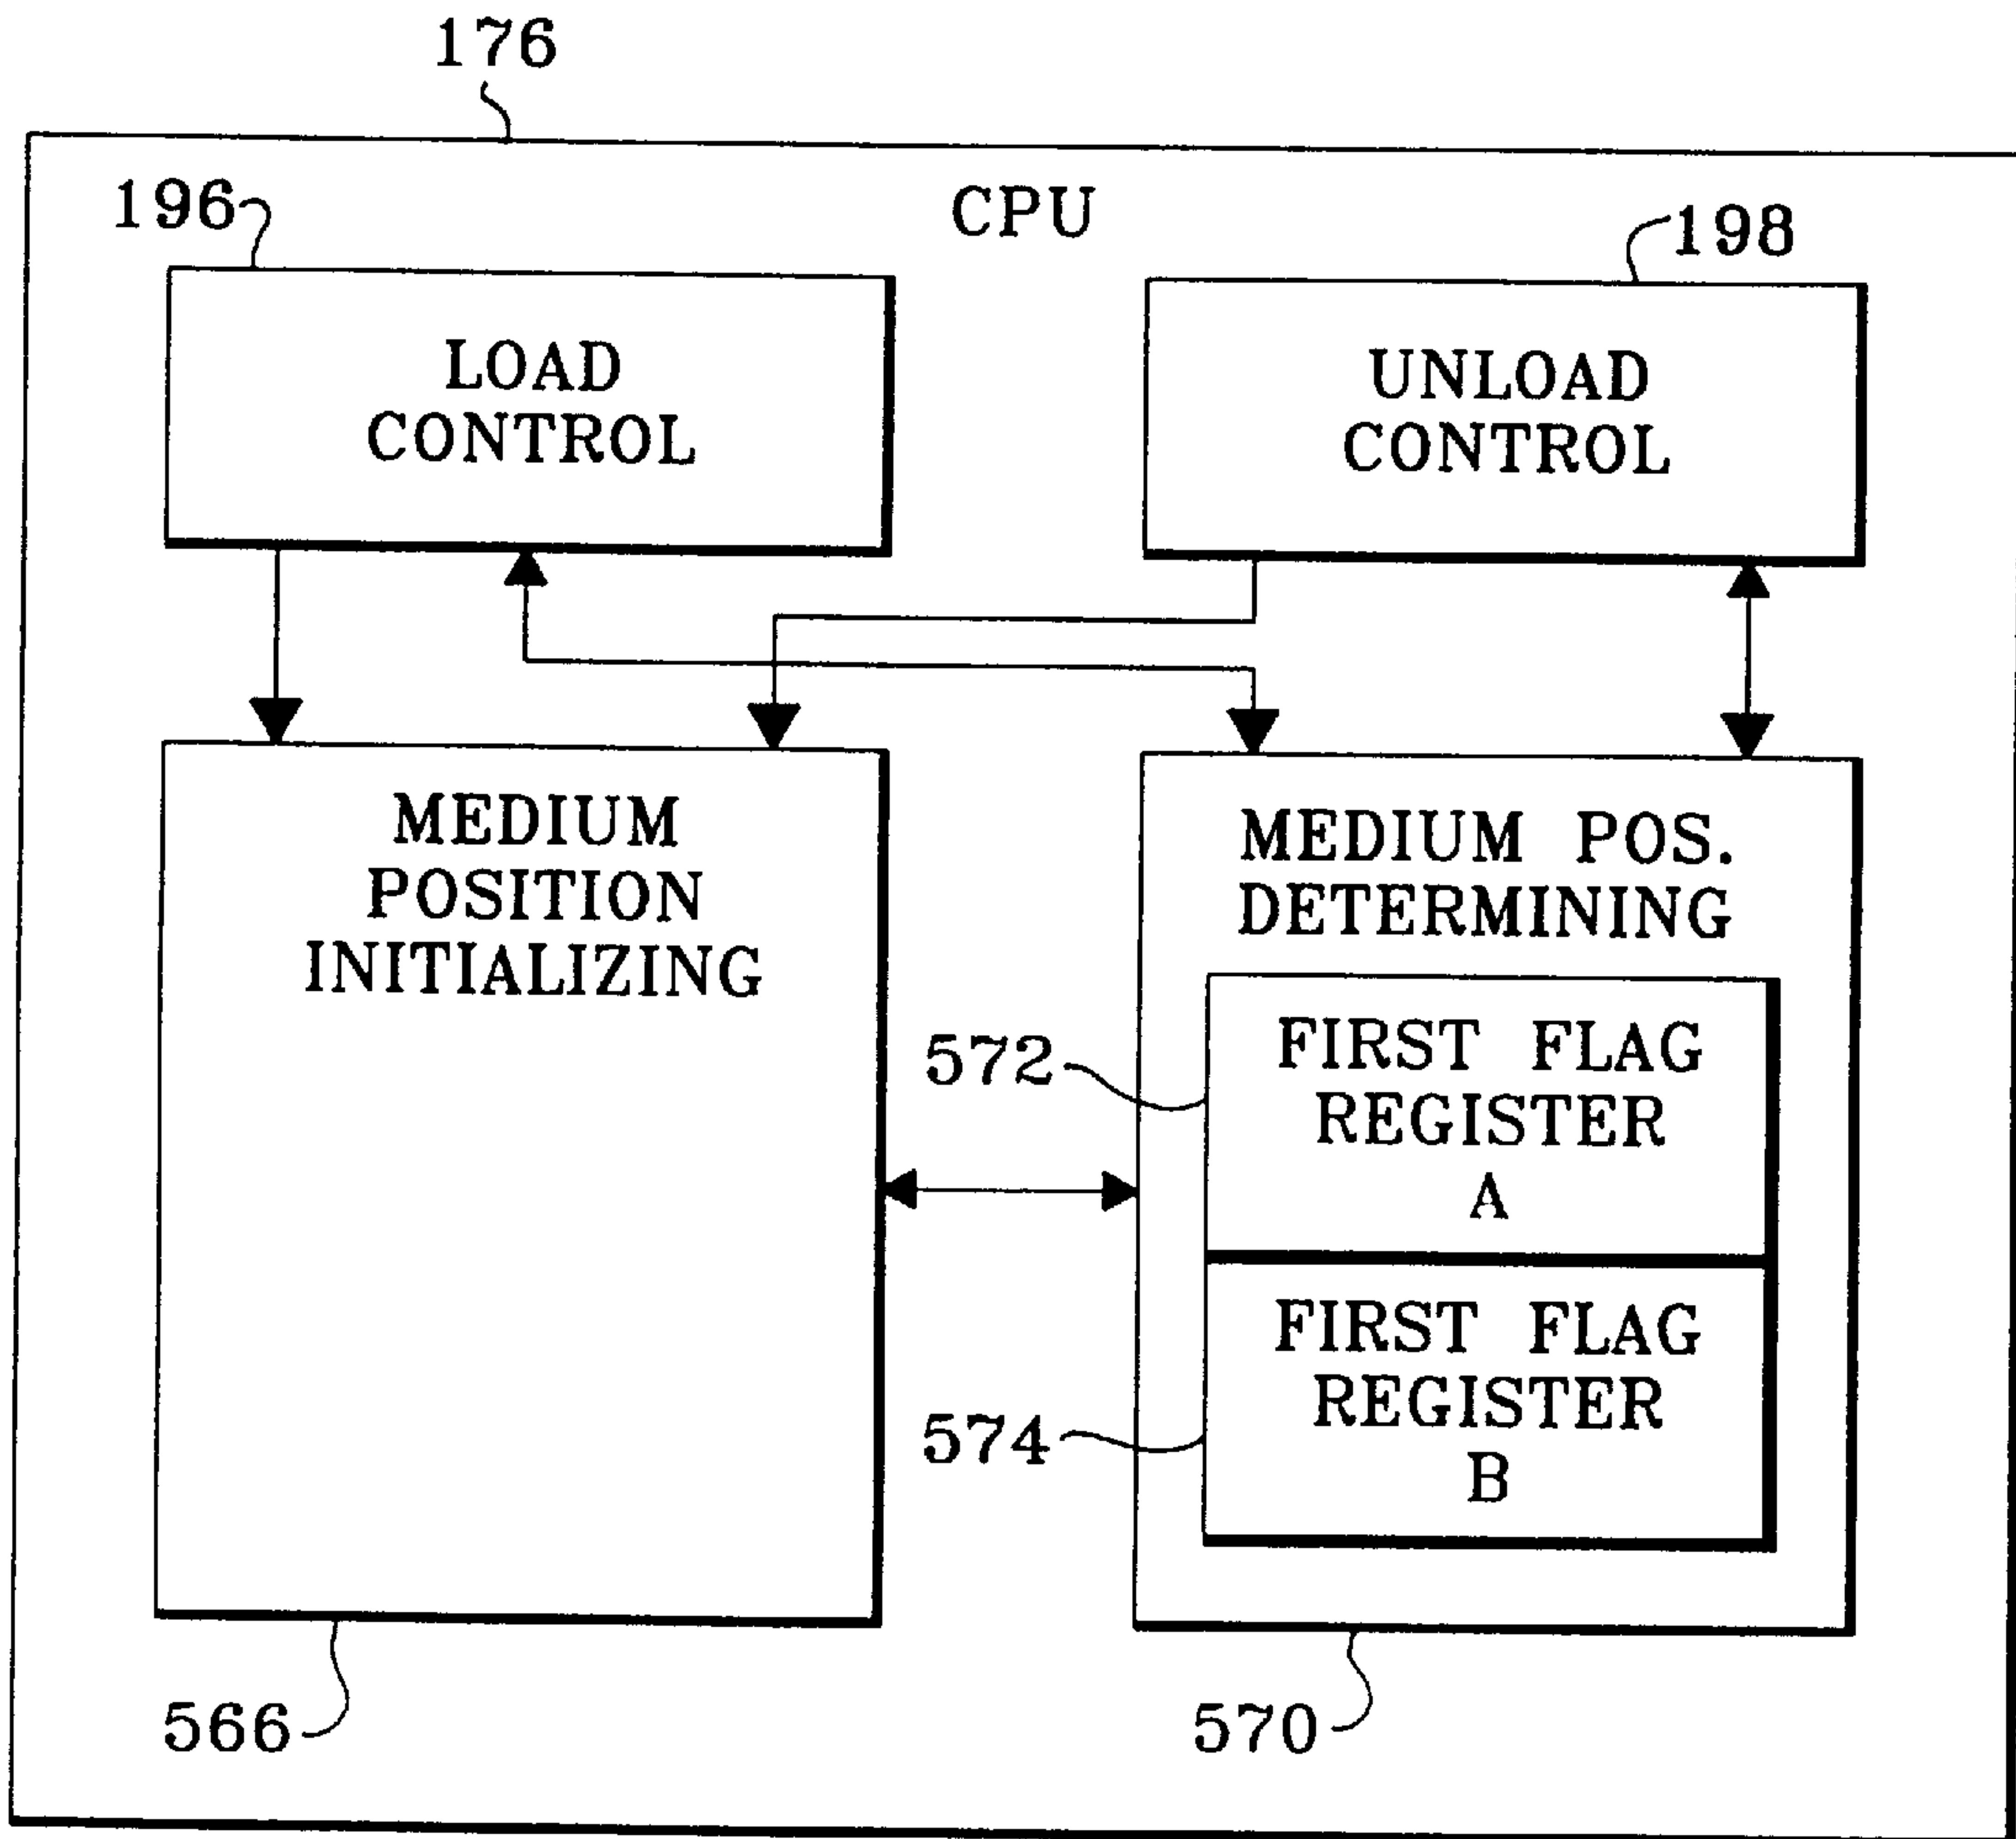 176
CPU
196
198
LOAD
CONTROL
UNLOAD
CONTROL
MEDIUM
POSITION
INITIALIZING
MEDIUM POS.
DETERMINING
572
FIRST FLAG
REGISTER
A
574
FIRST FLAG
REGISTER
B
566
570